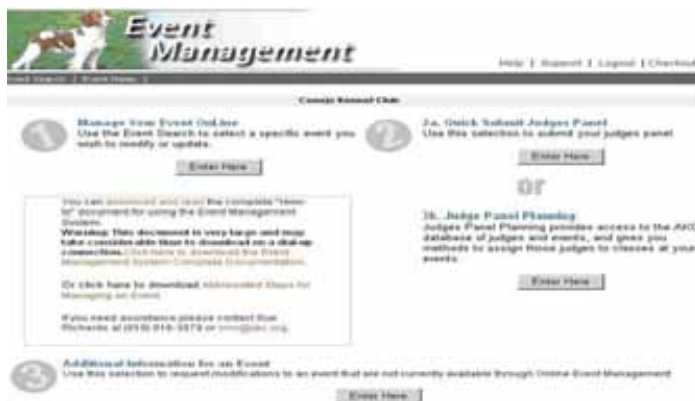 Event
Management
Help | Support | Logout | Checkout
Event Search | Event News |
Kennel Club
1
Manage Your Event OnLine
Use the Event Search to select a specific event you
wish to modify or update.
Enter Here
2
2a. Quick Submit Judges Panel
Use this selection to submit your judges panel
Enter Here
or
2b. Judge Panel Planning
Judges Panel Planning provides access to the AKC
database of judges and events, and gives you
methods to assign those judges to classes at your
events
Enter Here
You can download and read the complete "How-
to" document for using the Event Management
System.
Warning: This document is very large and may
take considerable time to download on a dial-up
connection. Click here to download the Event
Management System Complete Documentation.
Or click here to download Abbreviated Steps for
Managing an Event.
If you need assistance please contact Sue
Richards at
3
Additional Information for an Event
Use this selection to request modifications to an event that are not currently available through Online Event Management
Enter Here